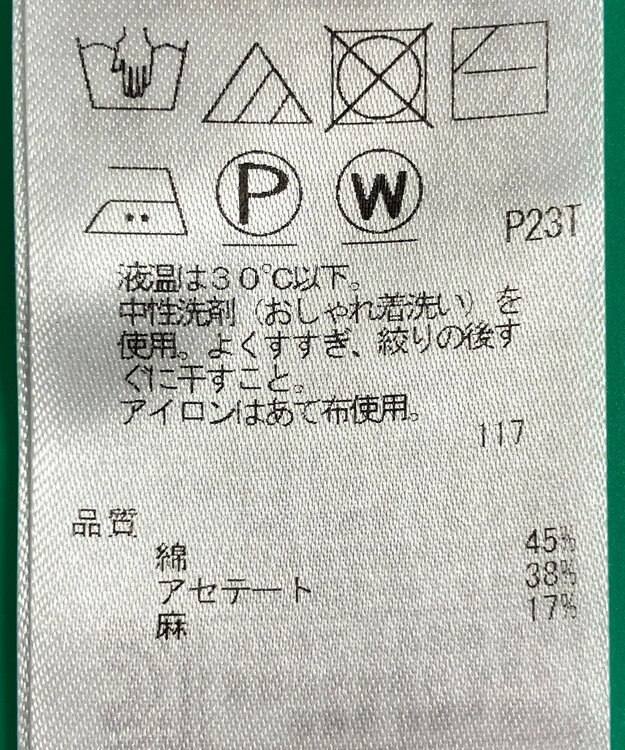 P W
P23T
液温は30℃以下。
中性洗剤（おしゃれ着洗い）を
使用。よくすすぎ、絞りの後す
ぐに干すこと。
アイロンはあて布使用。
117
品質
綿 45%
アセテート 38%
麻 17%